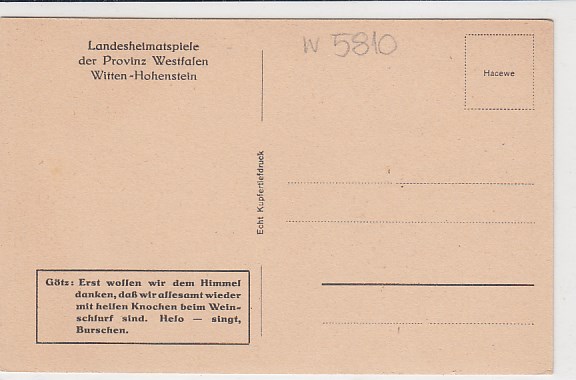 Landesheimatspiele
der Provinz Westfalen
Witten-Hohenstein
W 5810
Hacewe
Echt Kupfertiefdruck
Götz: Erst wollen wir dem Himmel
danken, daß wir allesamt wieder
mit heilen Knochen beim Wein-
schlurf sind. Helo — singt,
Burschen.